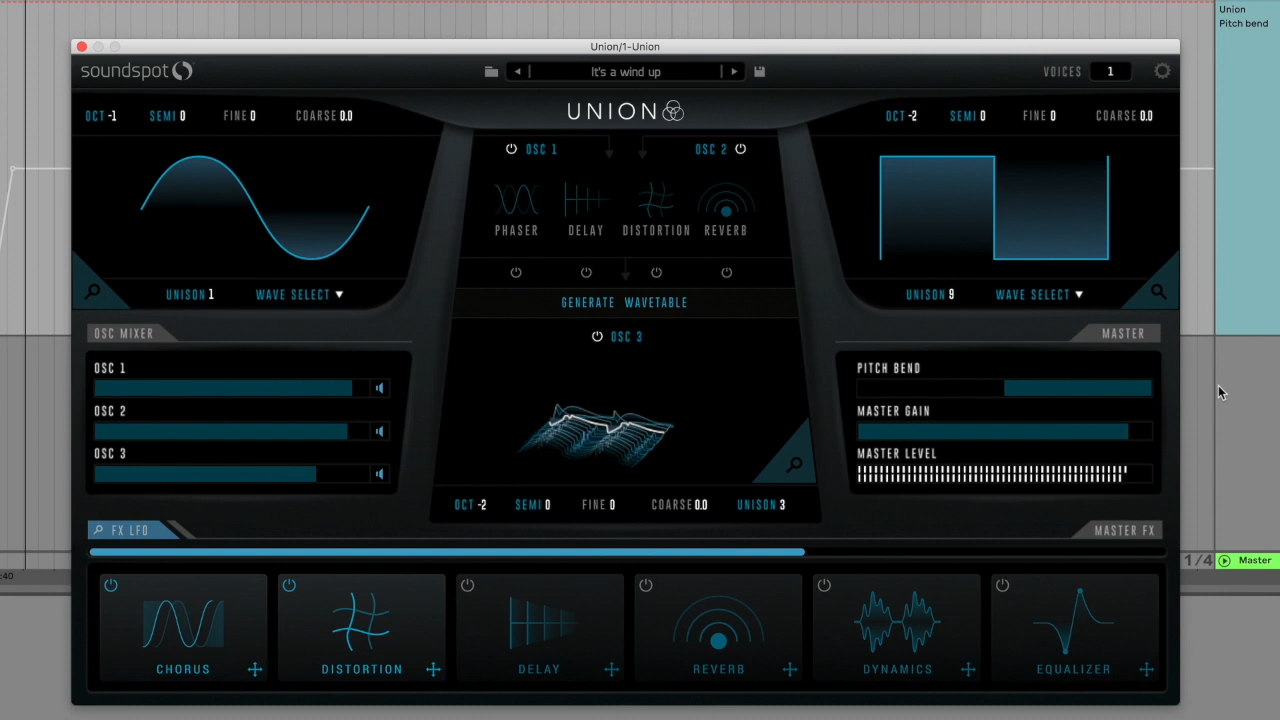 Union
Pitch bend
Union/1-Union
soundspot
It's a wind up
VOICES 1
OCT -1 SEMI 0 FINE 0 COARSE 0.0
UNION
OCT -2 SEMI 0 FINE 0 COARSE 0.0
OSC 1 OSC 2
PHASER DELAY DISTORTION REVERB
UNISON 1 WAVE SELECT
GENERATE WAVETABLE
UNISON 9 WAVE SELECT
OSC MIXER
OSC 3
MASTER
OSC 1
OSC 2
OSC 3
PITCH BEND
MASTER GAIN
MASTER LEVEL
OCT -2 SEMI 0 FINE 0 COARSE 0.0 UNISON 3
FX LFO
MASTER FX
1/4 Master
:40
CHORUS DISTORTION DELAY REVERB DYNAMICS EQUALIZER